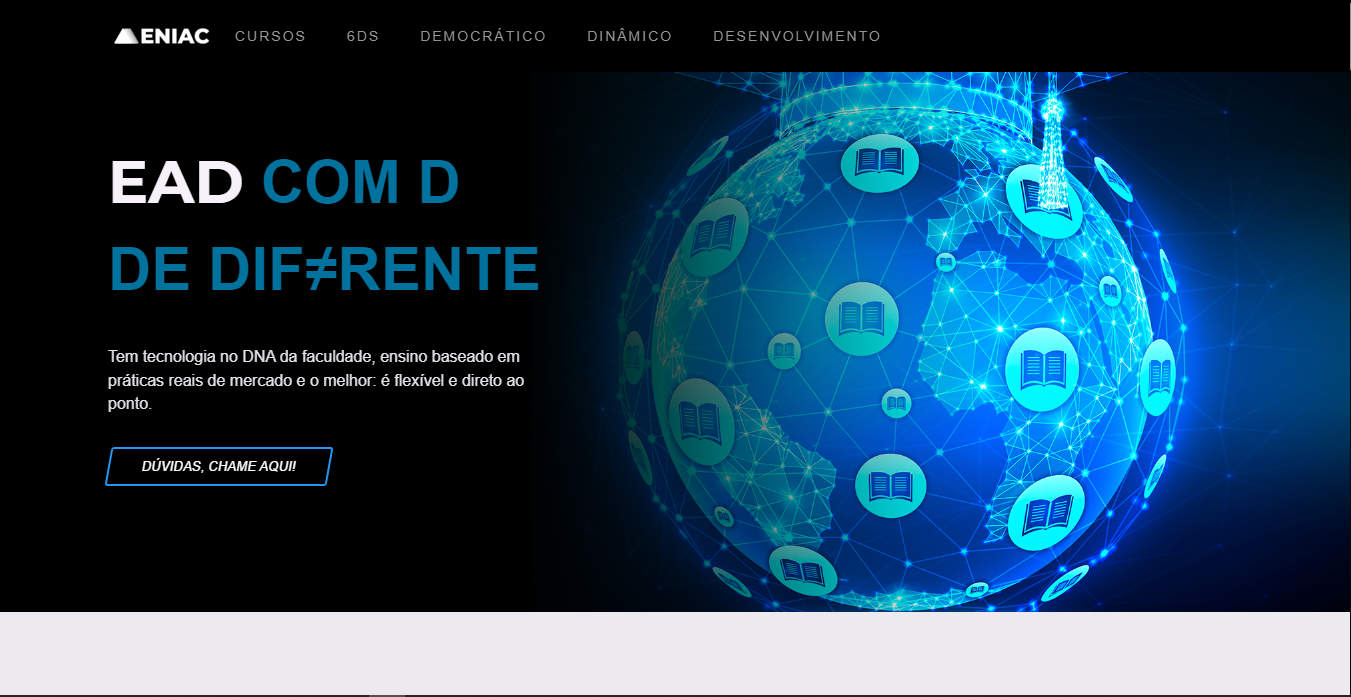 ENIAC CURSOS 6DS DEMOCRÁTICO DINÂMICO DESENVOLVIMENTO
EAD COM D
DE DIF≠RENTE
Tem tecnologia no DNA da faculdade, ensino baseado em
práticas reais de mercado e o melhor: é flexível e direto ao
ponto.
DÚVIDAS, CHAME AQUI!